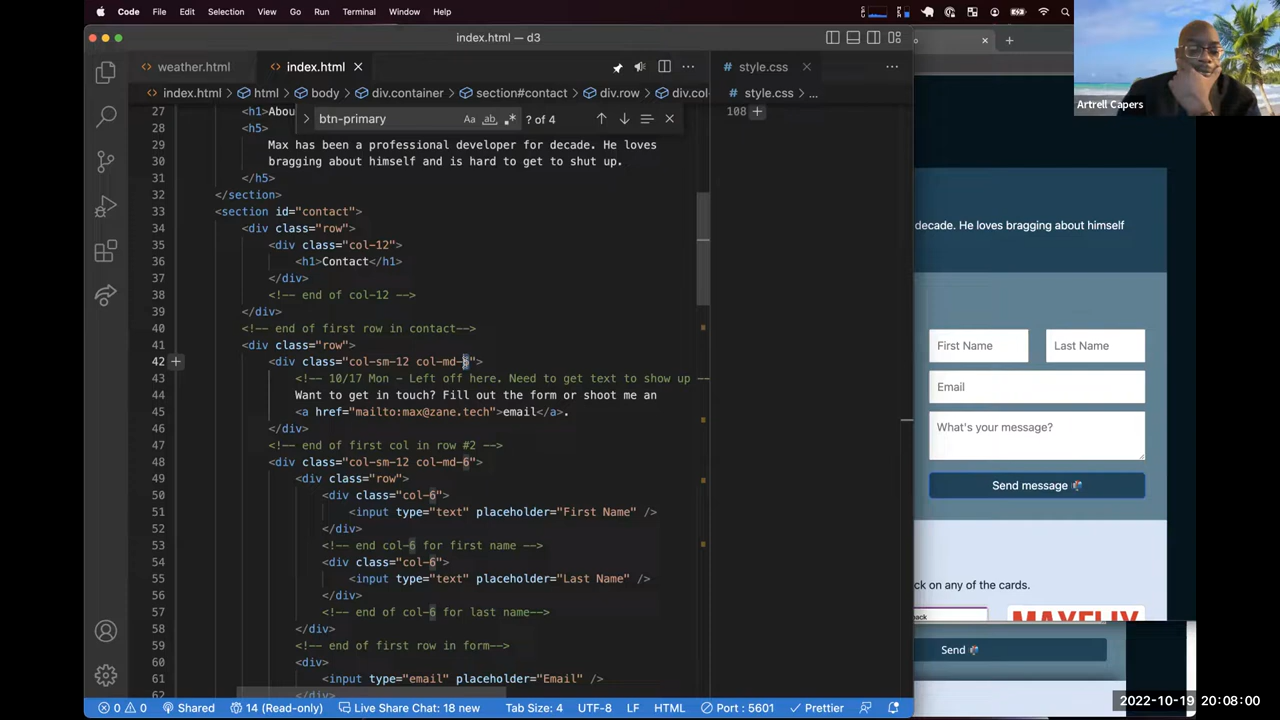 Code File Edit Selection View Go Run Terminal Window Help
index.html — d3
weather.html
index.html
style.css
index.html > html > body > div.container > section#contact > div.row > div.col
style.css > ...
btn-primary
Aa
ab
? of 4
108
27 <h1>Abou
28 <h5>
29 Max has been a professional developer for decade. He loves
30 bragging about himself and is hard to get to shut up.
31 </h5>
32 </section>
33 <section id="contact">
34 <div class="row">
35 <div class="col-12">
36 <h1>Contact</h1>
37 </div>
38 <!-- end of col-12 -->
39 </div>
40 <!-- end of first row in contact-->
41 <div class="row">
42 <div class="col-sm-12 col-md-6">
43 <!-- 10/17 Mon - Left off here. Need to get text to show up --
44 Want to get in touch? Fill out the form or shoot me an
45 <a href="mailto:max@zane.tech">email</a>.
46 </div>
47 <!-- end of first col in row #2 -->
48 <div class="col-sm-12 col-md-6">
49 <div class="row">
50 <div class="col-6">
51 <input type="text" placeholder="First Name" />
52 </div>
53 <!-- end col-6 for first name -->
54 <div class="col-6">
55 <input type="text" placeholder="Last Name" />
56 </div>
57 <!-- end of col-6 for last name-->
58 </div>
59 <!-- end of first row in form-->
60 <div>
61 <input type="email" placeholder="Email" />
62 </div>
0 0 Shared 14 (Read-only) Live Share Chat: 18 new Tab Size: 4 UTF-8 LF HTML Port : 5601 Prettier
Artrell Capers
decade. He loves bragging about himself
First Name
Last Name
Email
What's your message?
Send message
ck on any of the cards.
MAXFLIX
Send
2022-10-19 20:08:00